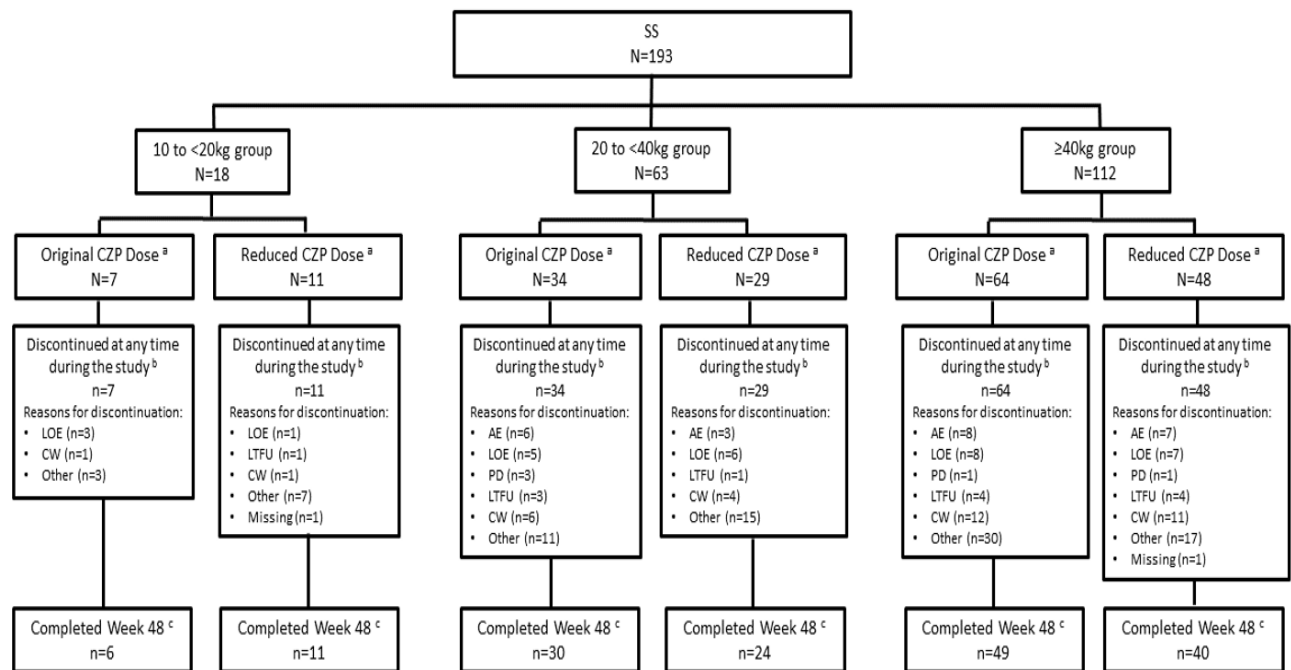 SS
N=193
10 to <20kg group
N=18
20 to <40kg group
N=63
≥40kg group
N=112
Original CZP Dose ᵃ
N=7
Reduced CZP Dose ᵃ
N=11
Original CZP Dose ᵃ
N=34
Reduced CZP Dose ᵃ
N=29
Original CZP Dose ᵃ
N=64
Reduced CZP Dose ᵃ
N=48
Discontinued at any time
during the study ᵇ
n=7
Reasons for discontinuation:
• LOE (n=3)
• CW (n=1)
• Other (n=3)
Discontinued at any time
during the study ᵇ
n=11
Reasons for discontinuation:
• LOE (n=1)
• LTFU (n=1)
• CW (n=1)
• Other (n=7)
• Missing (n=1)
Discontinued at any time
during the study ᵇ
n=34
Reasons for discontinuation:
• AE (n=6)
• LOE (n=5)
• PD (n=3)
• LTFU (n=3)
• CW (n=6)
• Other (n=11)
Discontinued at any time
during the study ᵇ
n=29
Reasons for discontinuation:
• AE (n=3)
• LOE (n=6)
• LTFU (n=1)
• CW (n=4)
• Other (n=15)
Discontinued at any time
during the study ᵇ
n=64
Reasons for discontinuation:
• AE (n=8)
• LOE (n=8)
• PD (n=1)
• LTFU (n=4)
• CW (n=12)
• Other (n=30)
Discontinued at any time
during the study ᵇ
n=48
Reasons for discontinuation:
• AE (n=7)
• LOE (n=7)
• PD (n=1)
• LTFU (n=4)
• CW (n=11)
• Other (n=17)
• Missing (n=1)
Completed Week 48 ᶜ
n=6
Completed Week 48 ᶜ
n=11
Completed Week 48 ᶜ
n=30
Completed Week 48 ᶜ
n=24
Completed Week 48 ᶜ
n=49
Completed Week 48 ᶜ
n=40